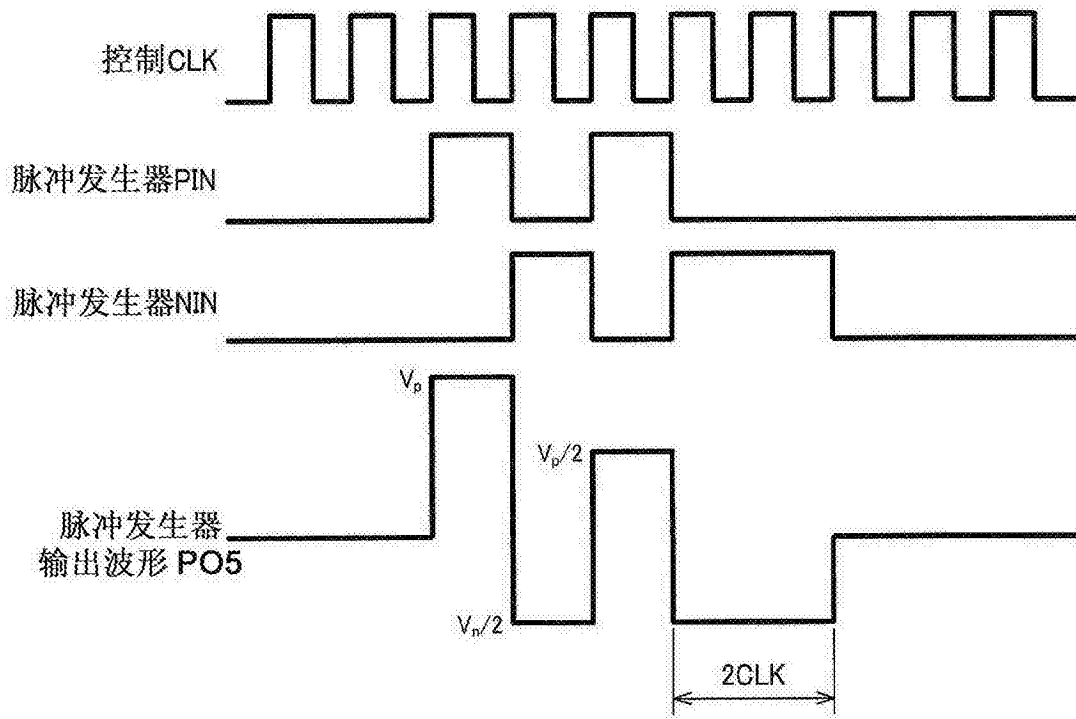 控制CLK
脉冲发生器PIN
脉冲发生器NIN
Vp
Vp/2
脉冲发生器
输出波形 PO5
Vn/2
2CLK